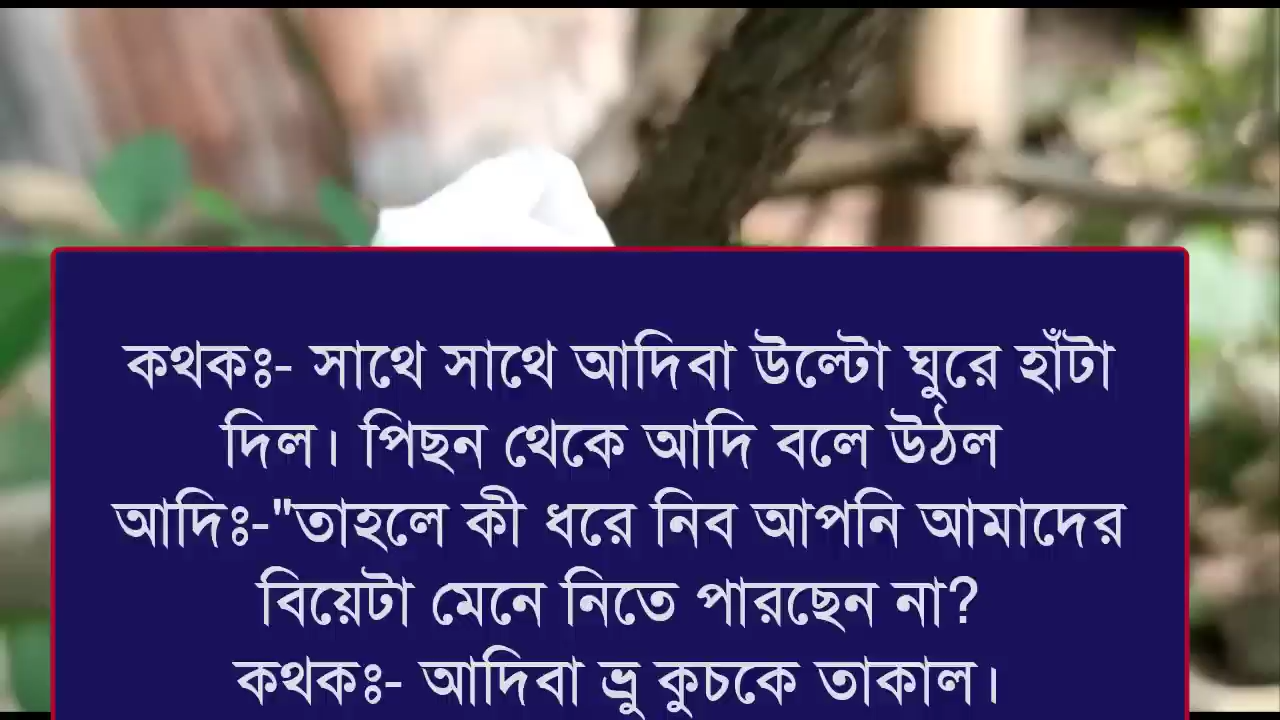 কথকঃ- সাথে সাথে আদিবা উল্টো ঘুরে হাঁটা
দিল। পিছন থেকে আদি বলে উঠল
আদিঃ-"তাহলে কী ধরে নিব আপনি আমাদের
বিয়েটা মেনে নিতে পারছেন না?
কথকঃ- আদিবা ভ্রু কুচকে তাকাল।